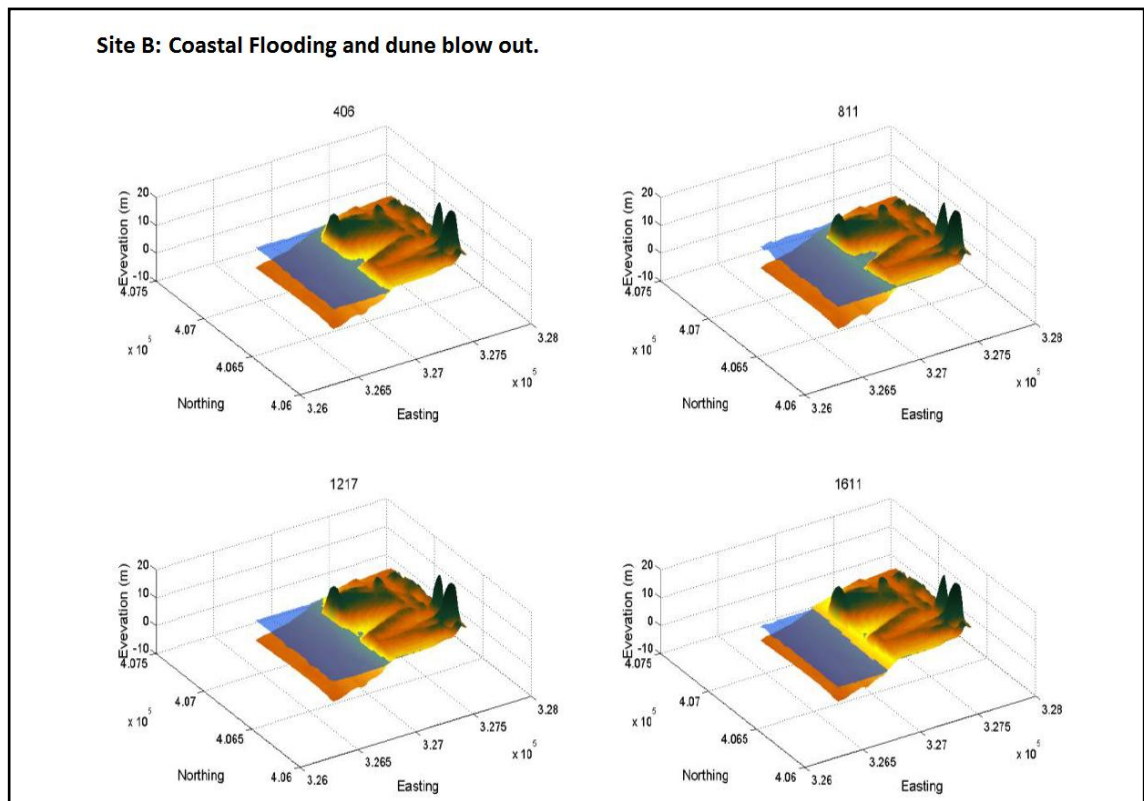 Site B: Coastal Flooding and dune blow out.
406
20
10
0
-10
Evevation (m)
4.075
4.07
4.065
4.06
x 10 5
Northing
3.26
3.265
3.27
3.275
3.28
x 10 5
Easting
811
20
10
0
-10
Evevation (m)
4.075
4.07
4.065
4.06
x 10 5
Northing
3.26
3.265
3.27
3.275
3.28
x 10 5
Easting
1217
20
10
0
-10
Evevation (m)
4.075
4.07
4.065
4.06
x 10 5
Northing
3.26
3.265
3.27
3.275
3.28
x 10 5
Easting
1611
20
10
0
-10
Evevation (m)
4.075
4.07
4.065
4.06
x 10 5
Northing
3.26
3.265
3.27
3.275
3.28
x 10 5
Easting